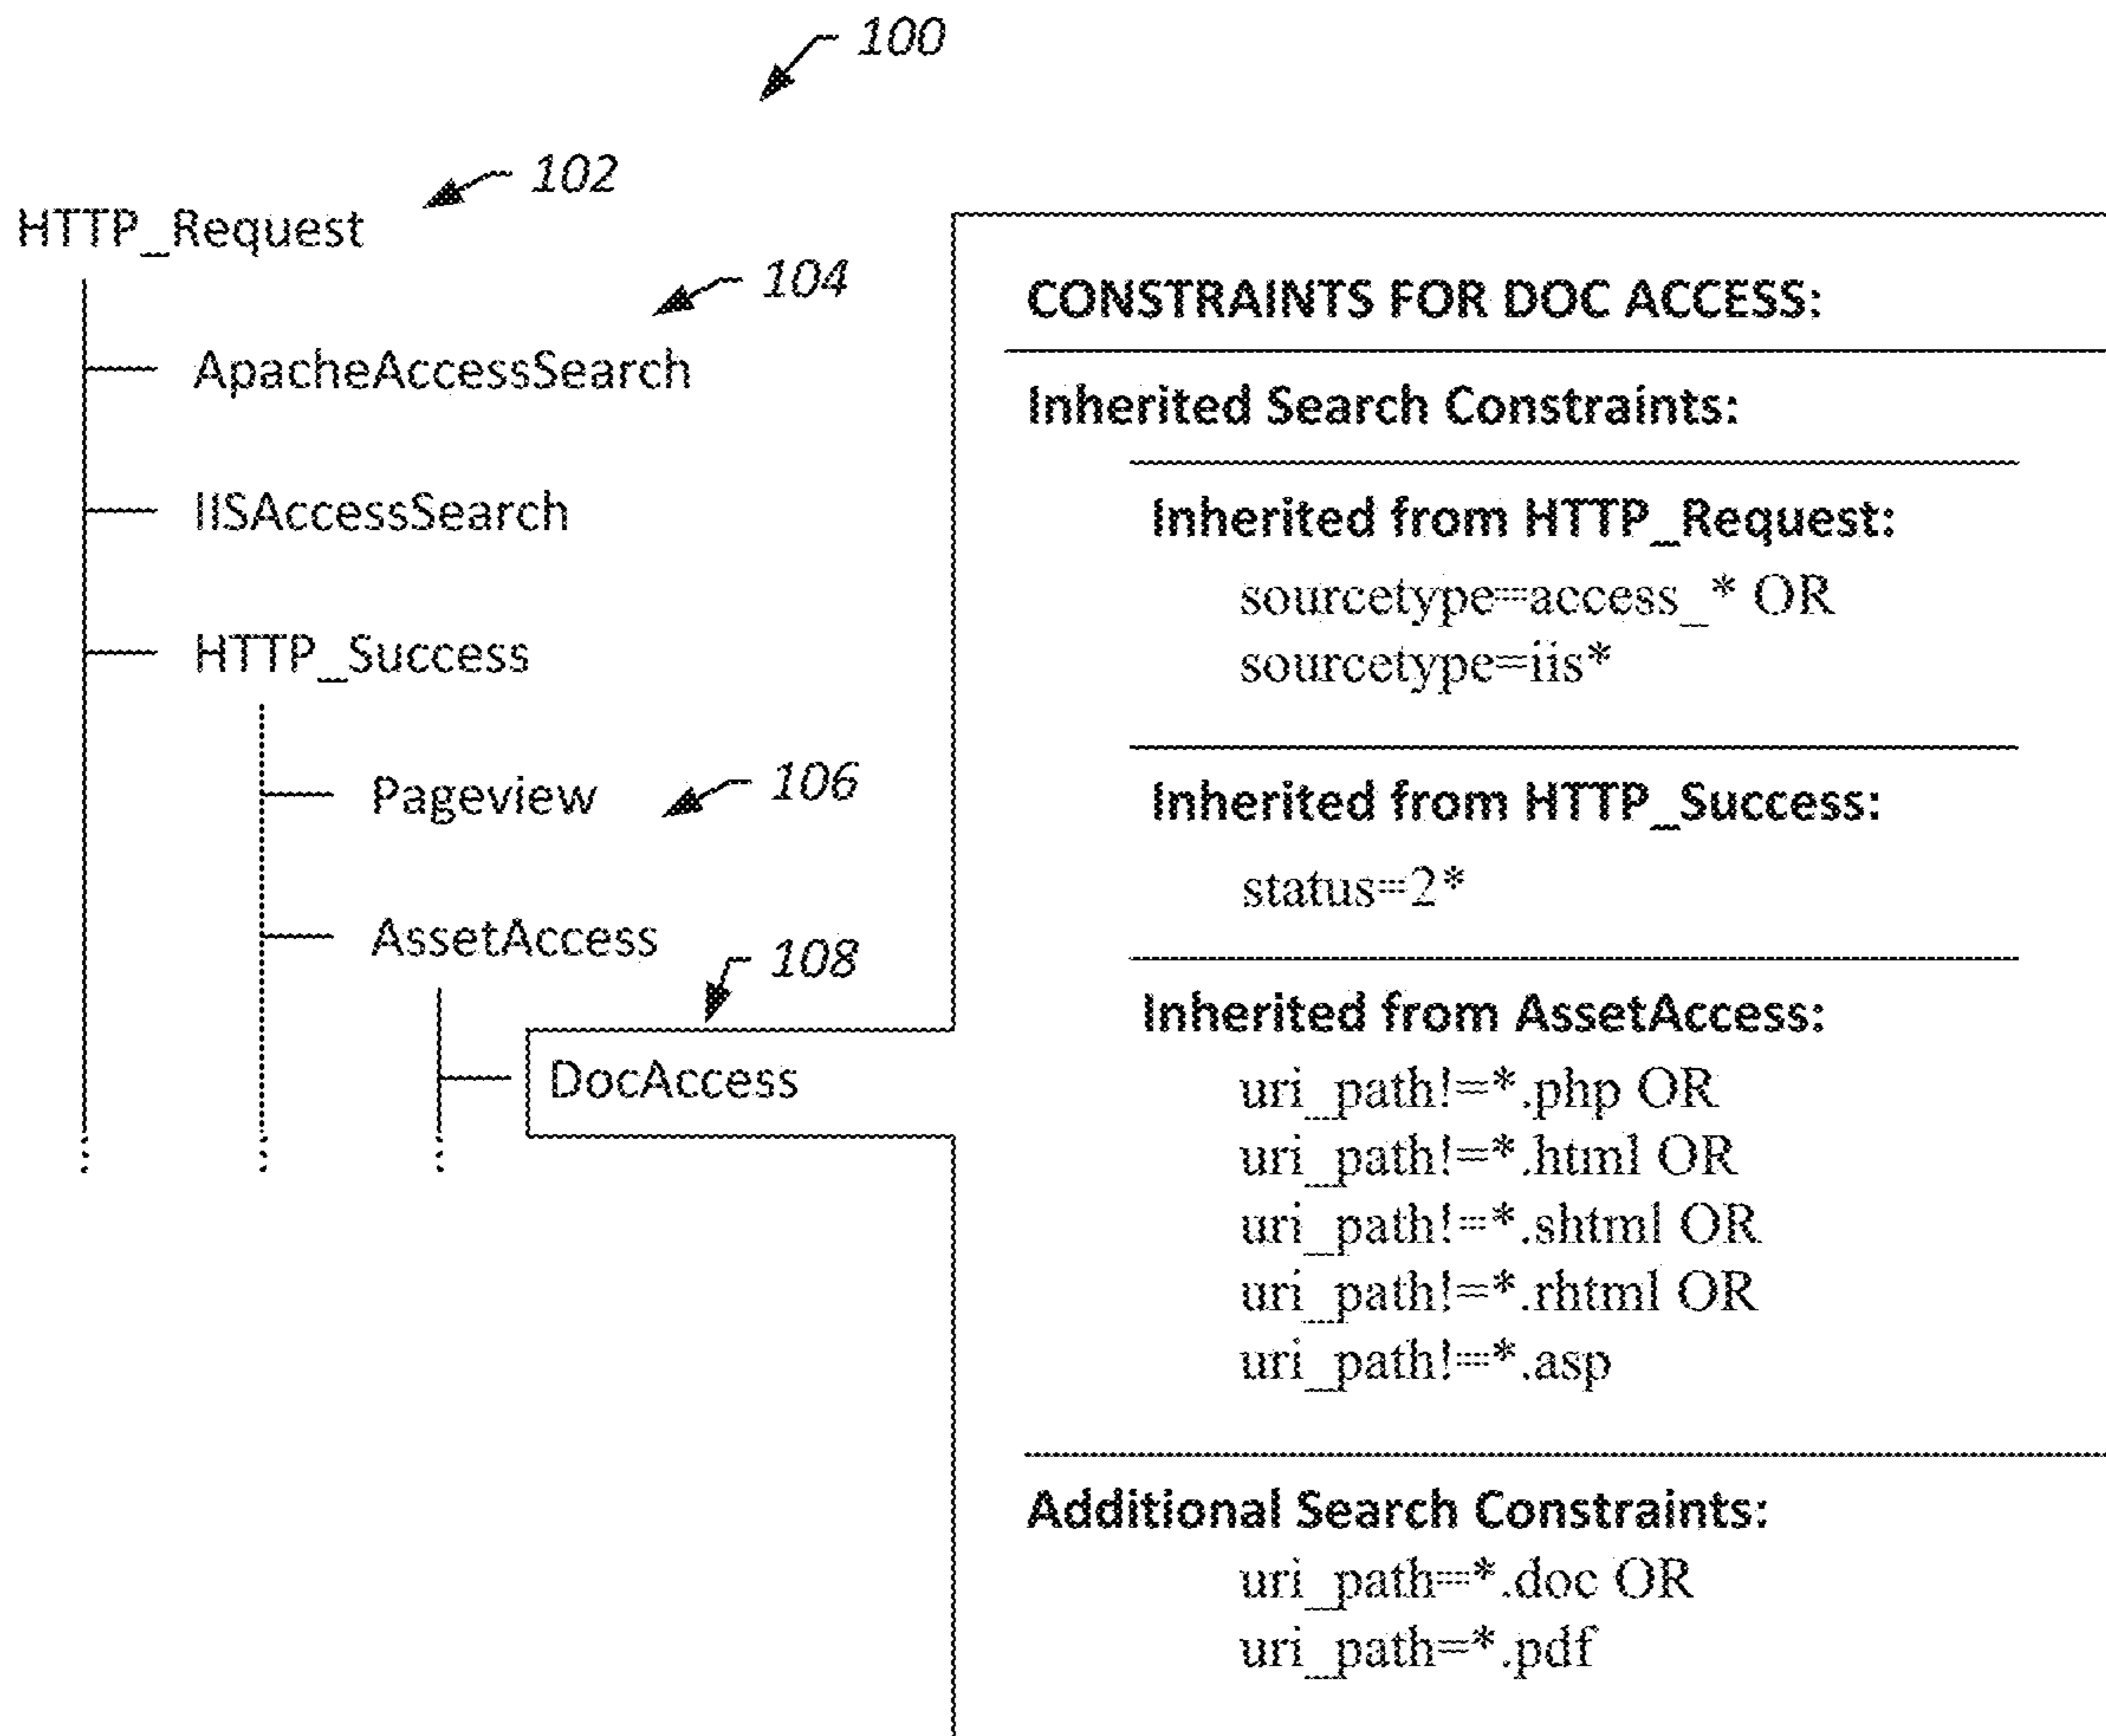 100
102
HTTP_Request
104
ApacheAccessSearch
IISAccessSearch
HTTP_Success
106
Pageview
AssetAccess
108
DocAccess
CONSTRAINTS FOR DOC ACCESS:
Inherited Search Constraints:
Inherited from HTTP_Request:
sourcetype=access_* OR
sourcetype=iis*
Inherited from HTTP_Success:
status=2*
Inherited from AssetAccess:
uri_path!=*.php OR
uri_path!=*.html OR
uri_path!=*.shtml OR
uri_path!=*.rhtml OR
uri_path!=*.asp
Additional Search Constraints:
uri_path=*.doc OR
uri_path=*.pdf